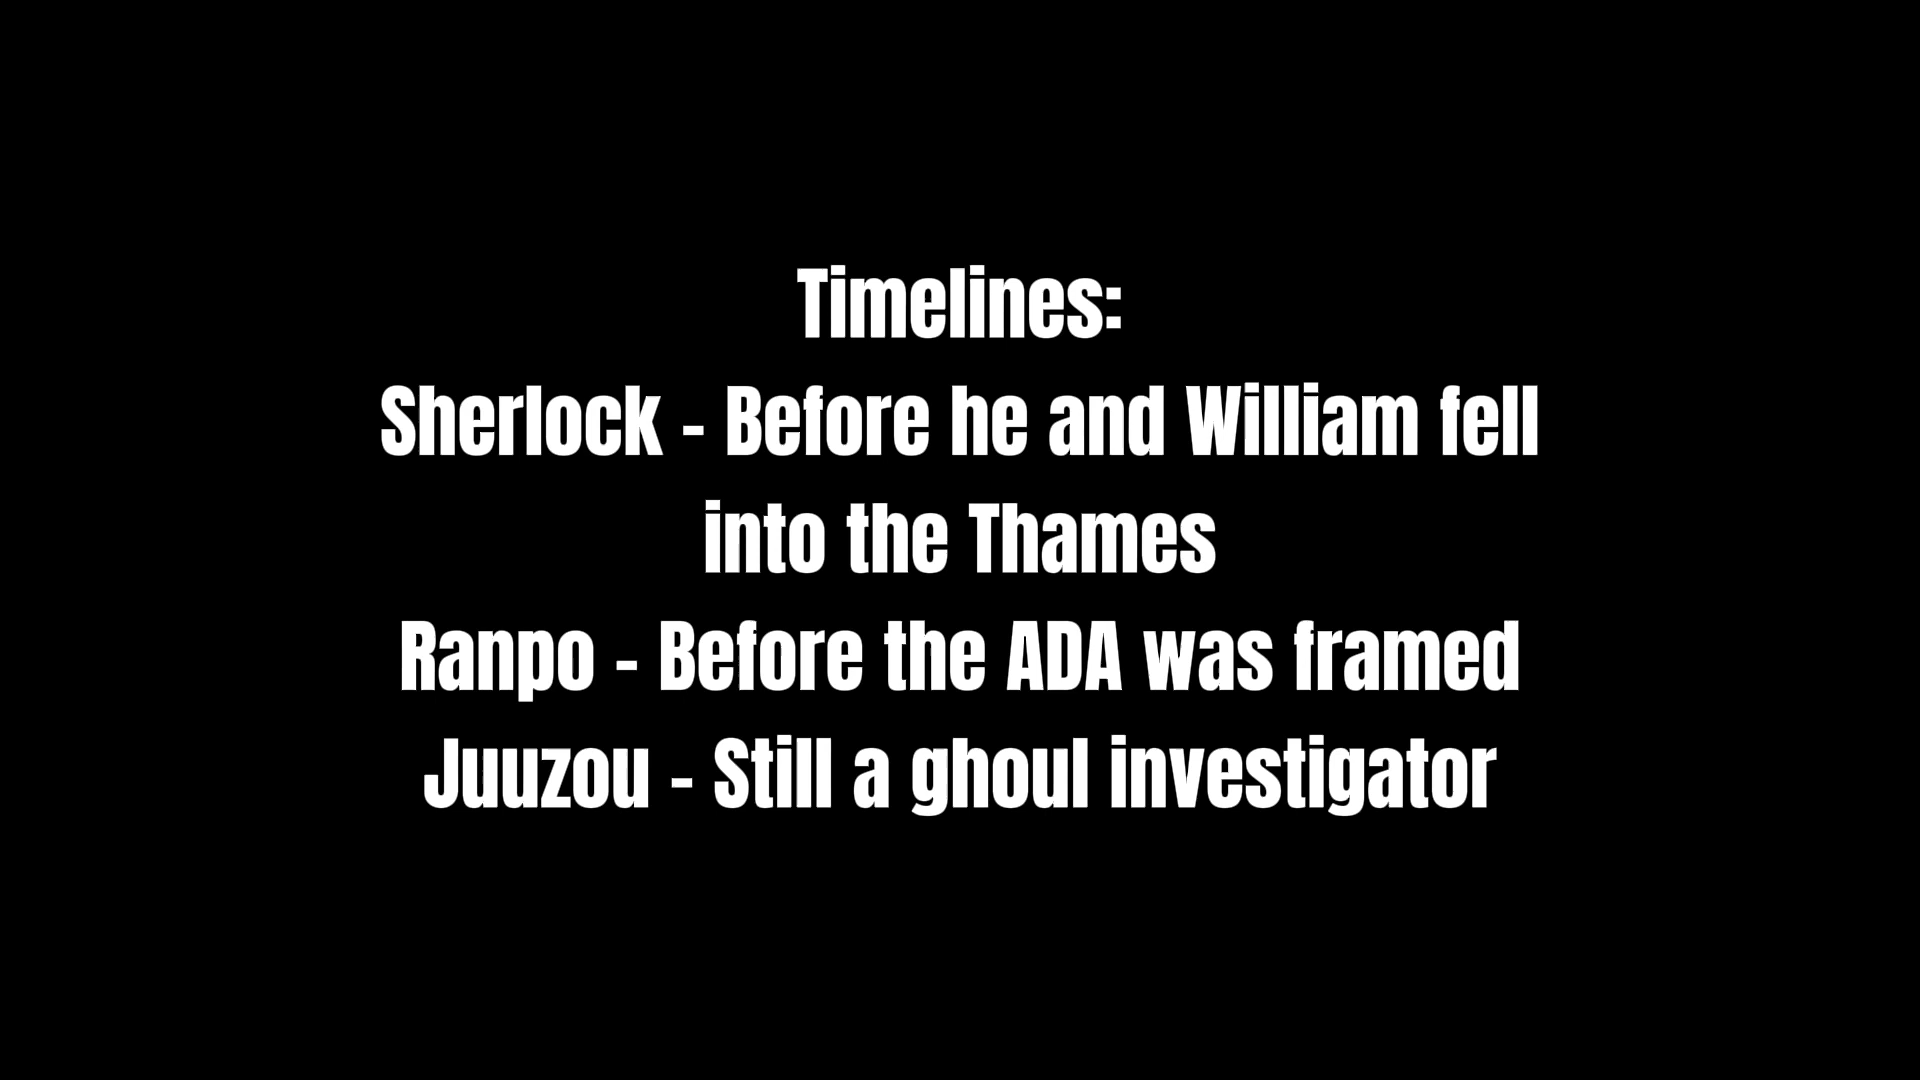 Timelines:
Sherlock - Before he and William fell
into the Thames
Ranpo - Before the ADA was framed
Juuzou - Still a ghoul investigator